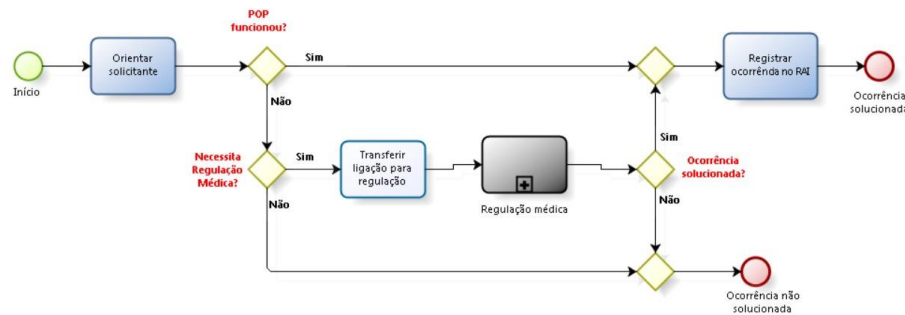 POP
funcionou?
Orientar
solicitante
Sim
Registrar
ocorrência no RAI
Início
Ocorrência
solucionada
Não
Sim
Necessita
Regulação
Médica?
Sim
Transferir
ligação para
regulação
Ocorrência
solucionada?
Não
Regulação médica
Não
Ocorrência não
solucionada